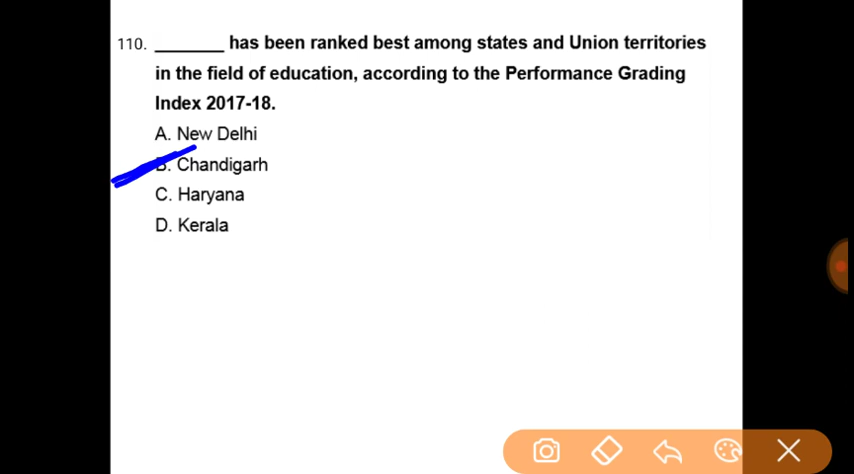 110. _______ has been ranked best among states and Union territories
in the field of education, according to the Performance Grading
Index 2017-18.
A. New Delhi
B. Chandigarh
C. Haryana
D. Kerala